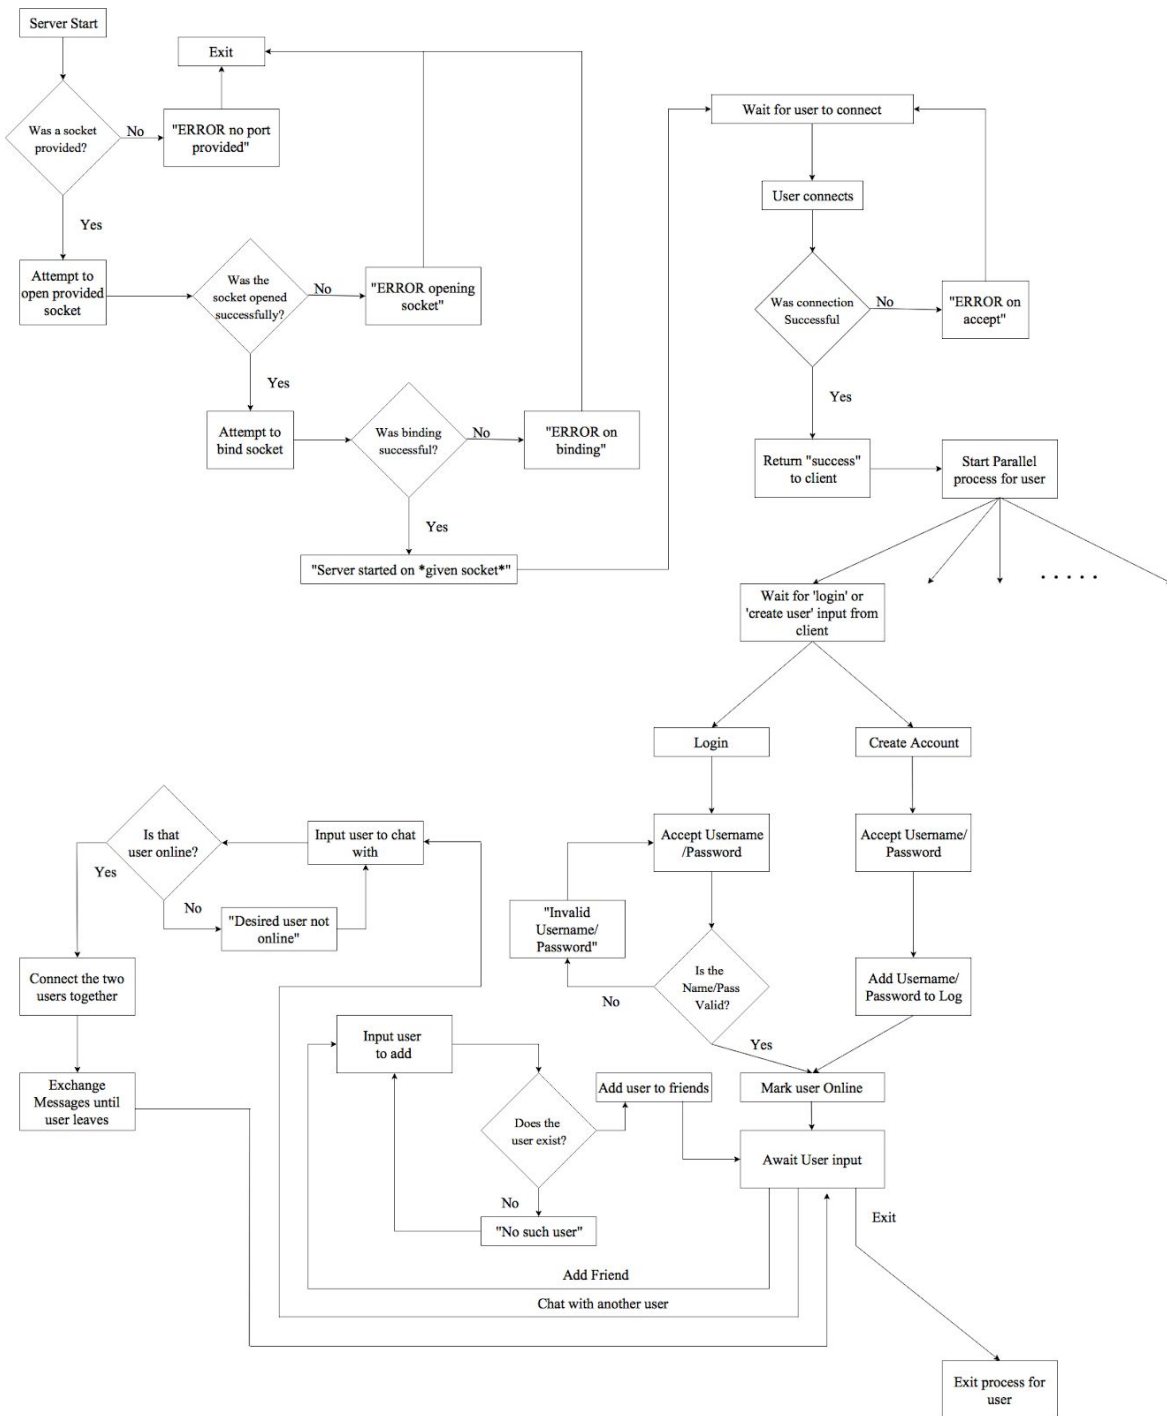 Server Start
Exit
Was a socket
provided?
No
"ERROR no port
provided"
Yes
Attempt to
open provided
socket
Was the
socket opened
successfully?
No
"ERROR opening
socket"
Yes
Attempt to
bind socket
Was binding
successful?
No
"ERROR on
binding"
Yes
"Server started on *given socket*"
Wait for user to connect
User connects
Was connection
Successful
No
"ERROR on
accept"
Yes
Return "success"
to client
Start Parallel
process for user
. . . . .
Wait for 'login' or
'create user' input from
client
Login
Create Account
Accept Username
/Password
Accept Username/
Password
"Invalid
Username/
Password"
Is the
Name/Pass
Valid?
No
Yes
Add Username/
Password to Log
Mark user Online
Await User input
Is that
user online?
Yes
No
Input user to chat
with
"Desired user not
online"
Connect the two
users together
Exchange
Messages until
user leaves
Input user
to add
Does the
user exist?
Add user to friends
No
"No such user"
Add Friend
Chat with another user
Exit
Exit process for
user